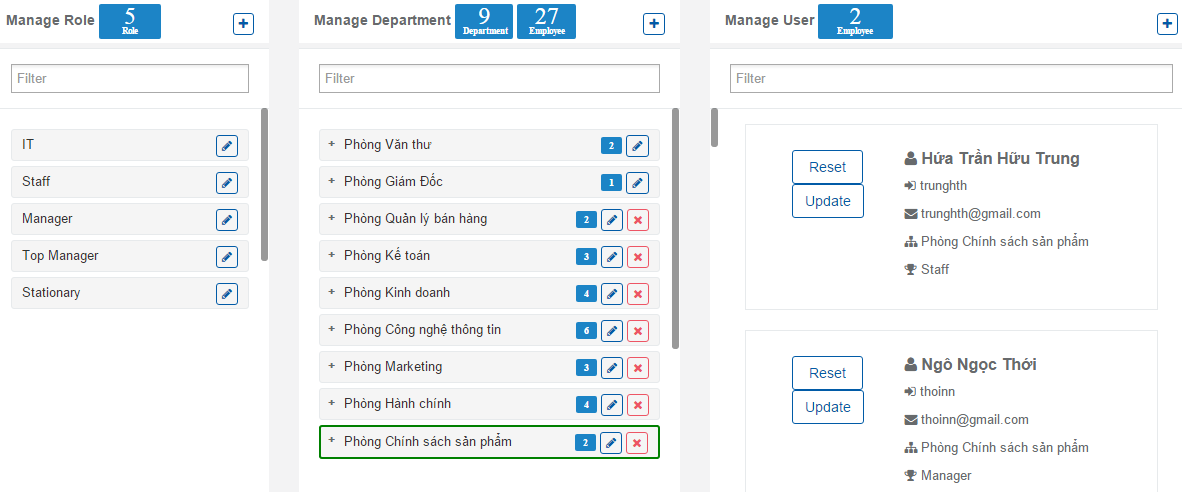 Manage Role 5 Role +
Filter
IT
Staff
Manager
Top Manager
Stationary
Manage Department 9 Department 27 Employee +
Filter
+ Phòng Văn thư 2
+ Phòng Giám Đốc 1
+ Phòng Quản lý bán hàng 2
+ Phòng Kế toán 3
+ Phòng Kinh doanh 4
+ Phòng Công nghệ thông tin 6
+ Phòng Marketing 3
+ Phòng Hành chính 4
+ Phòng Chính sách sản phẩm 2
Manage User 2 Employee +
Filter
Reset
Update
Hứa Trần Hữu Trung
trunghth
trunghth@gmail.com
Phòng Chính sách sản phẩm
Staff
Reset
Update
Ngô Ngọc Thới
thoinn
thoinn@gmail.com
Phòng Chính sách sản phẩm
Manager